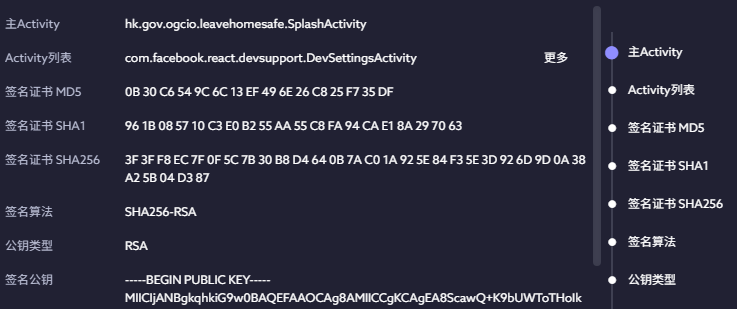 主Activity hk.gov.ogcio.leavehomesafe.SplashActivity
Activity列表 com.facebook.react.devsupport.DevSettingsActivity 更多
签名证书 MD5 0B 30 C6 54 9C 6C 13 EF 49 6E 26 C8 25 F7 35 DF
签名证书 SHA1 96 1B 08 57 10 C3 E0 B2 55 AA 55 C8 FA 94 CA E1 8A 29 70 63
签名证书 SHA256 3F 3F F8 EC 7F 0F 5C 7B 30 B8 D4 64 0B 7A C0 1A 92 5E 84 F3 5E 3D 92 6D 9D 0A 38
A2 5B 04 D3 87
签名算法 SHA256-RSA
公钥类型 RSA
签名公钥 -----BEGIN PUBLIC KEY-----
MIICIjANBgkqhkiG9w0BAQEFAAOCAg8AMIICCgKCAgEA8ScawQ+K9bUWToTHoIk
主Activity
Activity列表
签名证书 MD5
签名证书 SHA1
签名证书 SHA256
签名算法
公钥类型